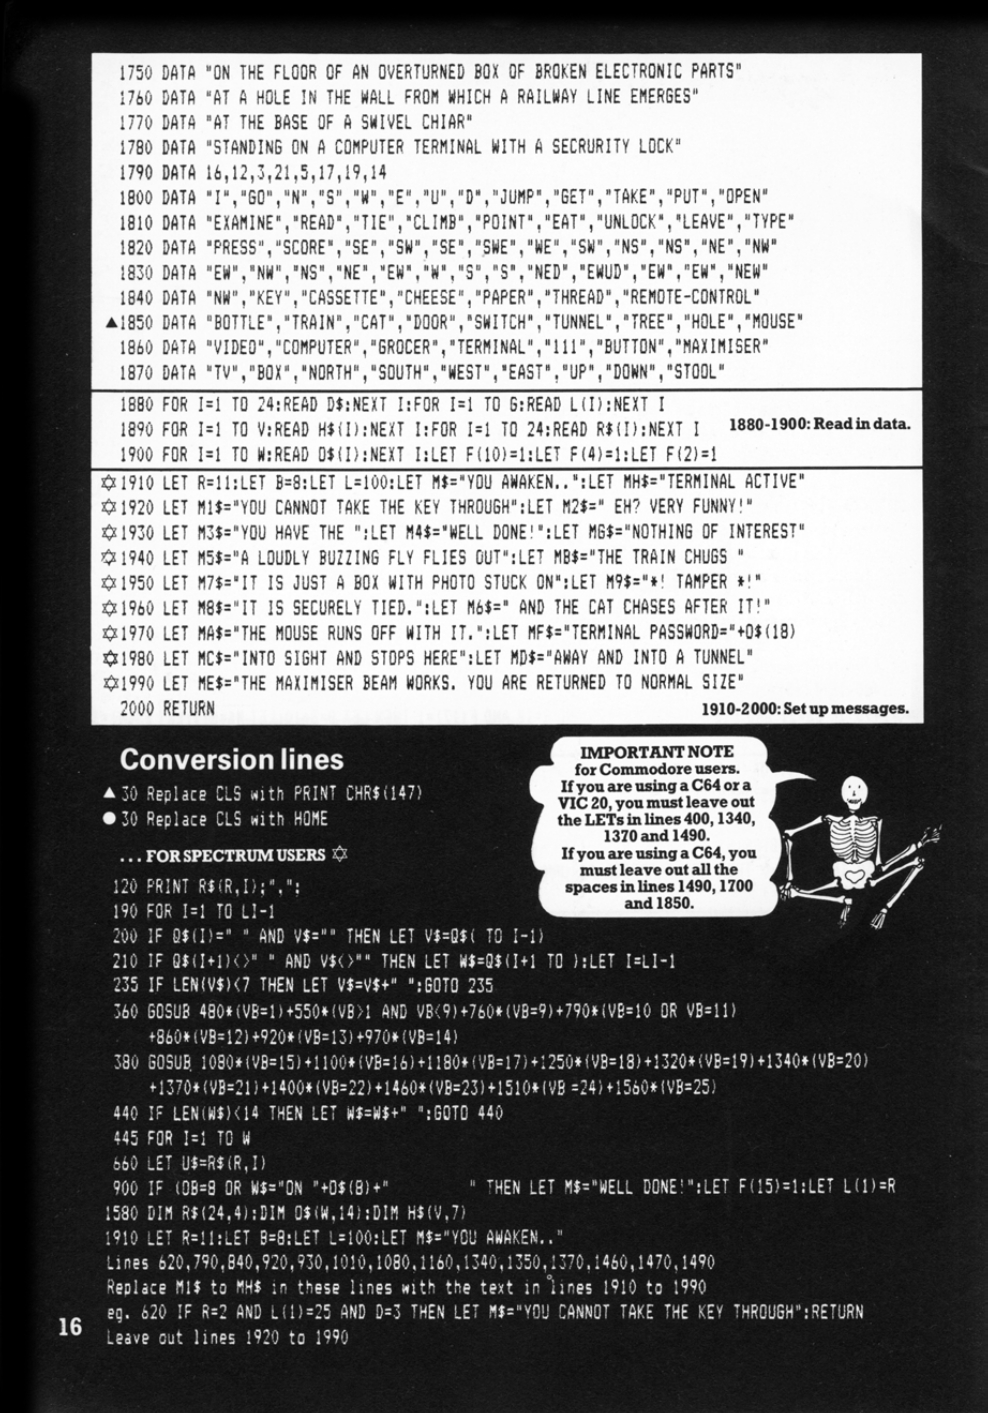 1750 DATA "ON THE FLOOR OF AN OVERTURNED BOX OF BROKEN ELECTRONIC PARTS"
1760 DATA "AT A HOLE IN THE WALL FROM WHICH A RAILWAY LINE EMERGES"
1770 DATA "AT THE BASE OF A SWIVEL CHIAR"
1780 DATA "STANDING ON A COMPUTER TERMINAL WITH A SECRURITY LOCK"
1790 DATA 16,12,3,21,5,17,19,14
1800 DATA "I","GO","N","S","W","E","U","D","JUMP","GET","TAKE","PUT","OPEN"
1810 DATA "EXAMINE","READ","TIE","CLIMB","POINT","EAT","UNLOCK","LEAVE","TYPE"
1820 DATA "PRESS","SCORE","SE","SW","SE","SWE","WE","SW","NS","NS","NE","NW"
1830 DATA "EW","NW","NS","NE","EW","W","S","S","NED","EWUD","EW","EW","NEW"
1840 DATA "NW","KEY","CASSETTE","CHEESE","PAPER","THREAD","REMOTE-CONTROL"
▲1850 DATA "BOTTLE","TRAIN","CAT","DOOR","SWITCH","TUNNEL","TREE","HOLE","MOUSE"
1860 DATA "VIDEO","COMPUTER","GROCER","TERMINAL","111","BUTTON","MAXIMISER"
1870 DATA "TV","BOX","NORTH","SOUTH","WEST","EAST","UP","DOWN","STOOL"
1880 FOR I=1 TO 24:READ D$:NEXT I:FOR I=1 TO G:READ L(I):NEXT I
1890 FOR I=1 TO V:READ H$(I):NEXT I:FOR I=1 TO 24:READ R$(I):NEXT I
1880-1900: Read in data.
1900 FOR I=1 TO W:READ O$(I):NEXT I:LET F(10)=1:LET F(4)=1:LET F(2)=1
✡1910 LET R=11:LET B=8:LET L=100:LET M$="YOU AWAKEN..":LET MH$="TERMINAL ACTIVE"
✡1920 LET M1$="YOU CANNOT TAKE THE KEY THROUGH":LET M2$=" EH? VERY FUNNY!"
✡1930 LET M3$="YOU HAVE THE ":LET M4$="WELL DONE!":LET MG$="NOTHING OF INTEREST"
✡1940 LET M5$="A LOUDLY BUZZING FLY FLIES OUT":LET MB$="THE TRAIN CHUGS "
✡1950 LET M7$="IT IS JUST A BOX WITH PHOTO STUCK ON":LET M9$="*! TAMPER *!"
✡1960 LET M8$="IT IS SECURELY TIED.":LET M6$=" AND THE CAT CHASES AFTER IT!"
✡1970 LET MA$="THE MOUSE RUNS OFF WITH IT.":LET MF$="TERMINAL PASSWORD="+O$(18)
✡1980 LET MC$="INTO SIGHT AND STOPS HERE":LET MD$="AWAY AND INTO A TUNNEL"
✡1990 LET ME$="THE MAXIMISER BEAM WORKS. YOU ARE RETURNED TO NORMAL SIZE"
2000 RETURN
1910-2000: Set up messages.
Conversion lines
▲ 30 Replace CLS with PRINT CHR$(147)
● 30 Replace CLS with HOME
IMPORTANT NOTE
for Commodore users.
If you are using a C64 or a
VIC 20, you must leave out
the LETs in lines 400, 1340,
1370 and 1490.
If you are using a C64, you
must leave out all the
spaces in lines 1490, 1700
and 1850.
... FOR SPECTRUM USERS ✡
120 PRINT R$(R,I);",";
190 FOR I=1 TO LI-1
200 IF Q$(I)=" " AND V$="" THEN LET V$=Q$( TO I-1)
210 IF Q$(I+1)<>" " AND V$<>"" THEN LET W$=Q$(I+1 TO ):LET I=LI-1
235 IF LEN(V$)<7 THEN LET V$=V$+" ":GOTO 235
360 GOSUB 480*(VB=1)+550*(VB>1 AND VB<9)+760*(VB=9)+790*(VB=10 OR VB=11)
+860*(VB=12)+920*(VB=13)+970*(VB=14)
380 GOSUB 1080*(VB=15)+1100*(VB=16)+1180*(VB=17)+1250*(VB=18)+1320*(VB=19)+1340*(VB=20)
+1370*(VB=21)+1400*(VB=22)+1460*(VB=23)+1510*(VB =24)+1560*(VB=25)
440 IF LEN(W$)<14 THEN LET W$=W$+" ":GOTO 440
445 FOR I=1 TO W
660 LET U$=R$(R,I)
900 IF (OB=8 OR W$="ON "+O$(8)+"        " THEN LET M$="WELL DONE!":LET F(15)=1:LET L(1)=R
1580 DIM R$(24,4):DIM O$(W,14):DIM H$(V,7)
1910 LET R=11:LET B=8:LET L=100:LET M$="YOU AWAKEN.."
Lines 620,790,840,920,930,1010,1080,1160,1340,1350,1370,1460,1470,1490
Replace M1$ to MH$ in these lines with the text in lines 1910 to 1990
eg. 620 IF R=2 AND L(1)=25 AND D=3 THEN LET M$="YOU CANNOT TAKE THE KEY THROUGH":RETURN
Leave out lines 1920 to 1990
16